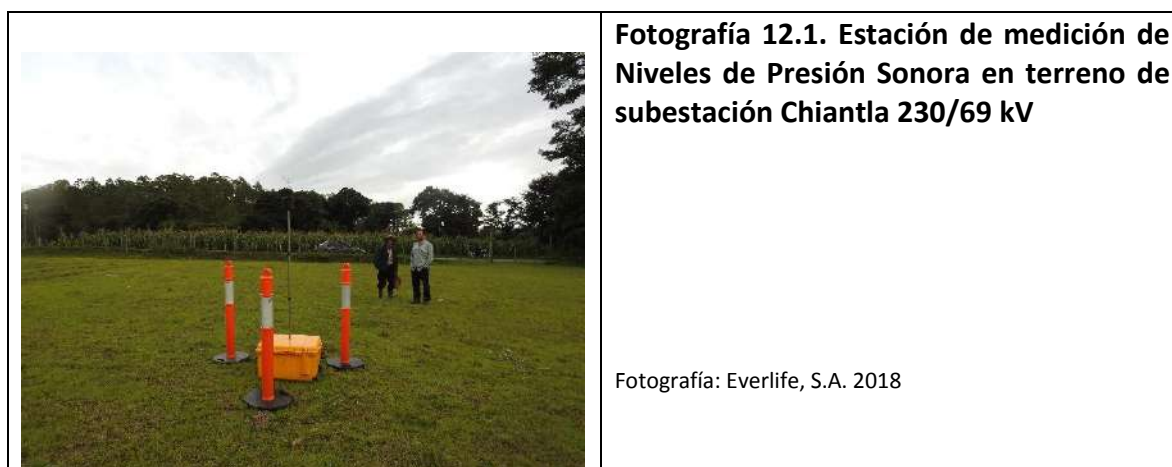 Fotografía 12.1. Estación de medición de
Niveles de Presión Sonora en terreno de
subestación Chiantla 230/69 kV
Fotografía: Everlife, S.A. 2018